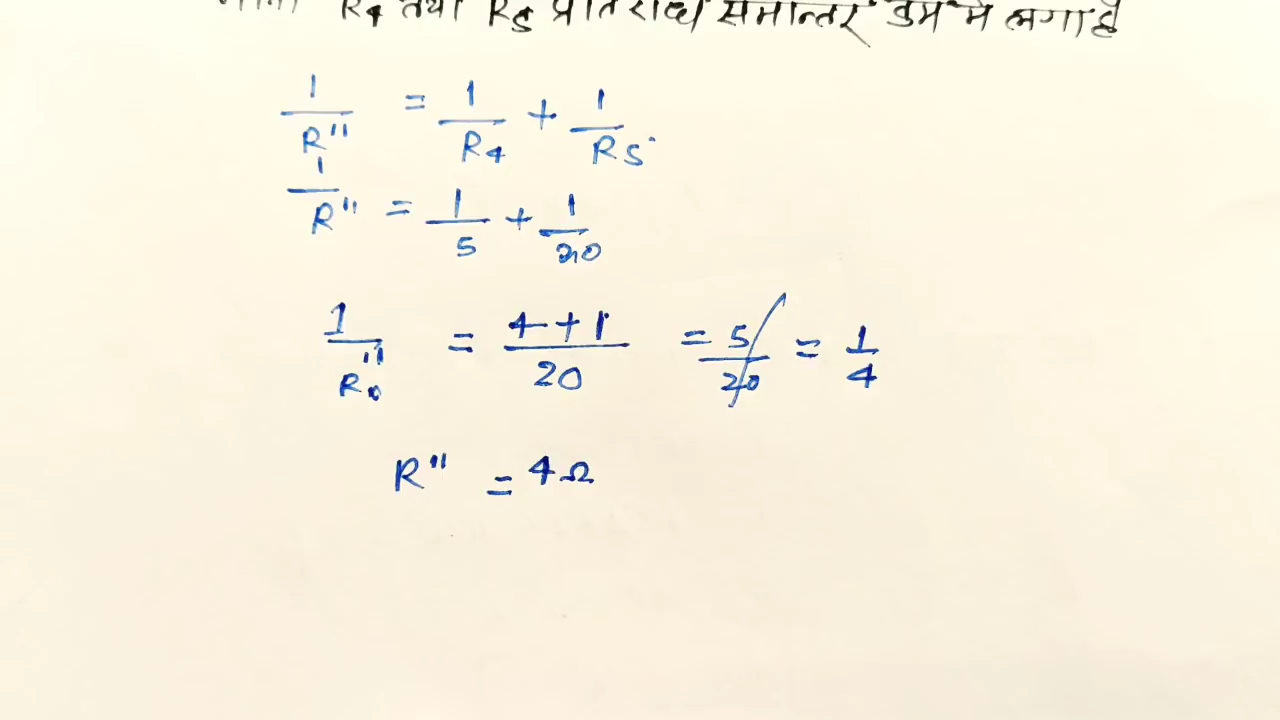 R4 तथा R5 प्रतिरोध समान्तर क्रम में लगा है
1/R'' = 1/R4 + 1/R5
1/R'' = 1/5 + 1/20
1/R'' = 4+1/20 = 5/20 = 1/4
R'' = 4Ω